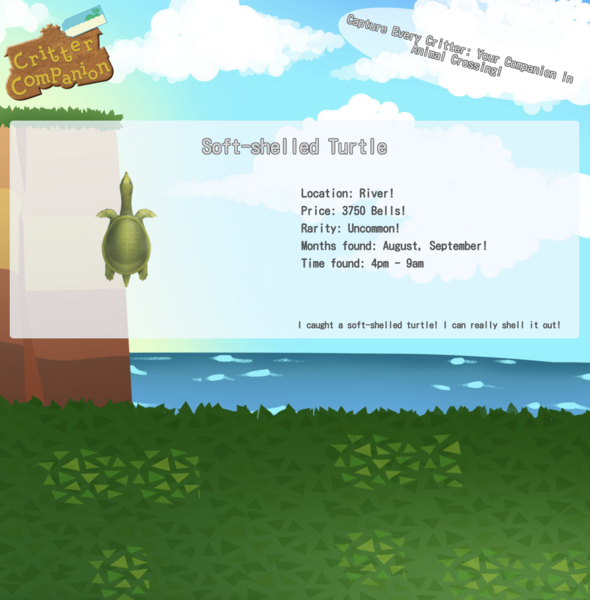 Critter
Companion
Capture Every Critter: Your Companion in
Animal Crossing!
Soft-shelled Turtle
Location: River!
Price: 3750 Bells!
Rarity: Uncommon!
Months found: August, September!
Time found: 4pm - 9am
I caught a soft-shelled turtle! I can really shell it out!